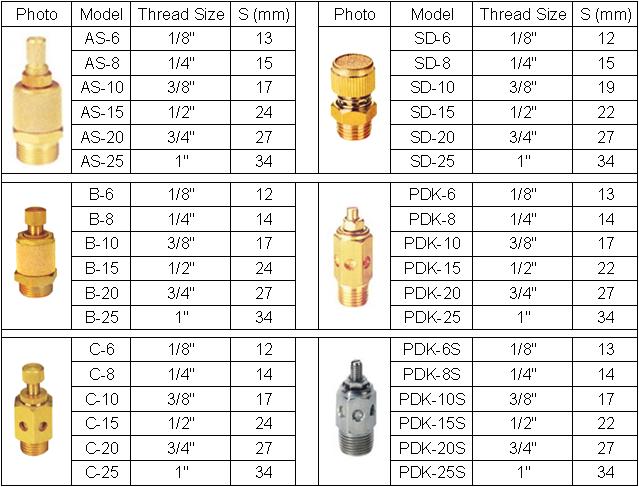 Photo Model Thread Size S (mm) Photo Model Thread Size S (mm)
AS-6 1/8" 13 SD-6 1/8" 12
AS-8 1/4" 15 SD-8 1/4" 15
AS-10 3/8" 17 SD-10 3/8" 19
AS-15 1/2" 24 SD-15 1/2" 22
AS-20 3/4" 27 SD-20 3/4" 27
AS-25 1" 34 SD-25 1" 34
B-6 1/8" 12 PDK-6 1/8" 13
B-8 1/4" 14 PDK-8 1/4" 14
B-10 3/8" 17 PDK-10 3/8" 17
B-15 1/2" 24 PDK-15 1/2" 22
B-20 3/4" 27 PDK-20 3/4" 27
B-25 1" 34 PDK-25 1" 34
C-6 1/8" 12 PDK-6S 1/8" 13
C-8 1/4" 14 PDK-8S 1/4" 14
C-10 3/8" 17 PDK-10S 3/8" 17
C-15 1/2" 24 PDK-15S 1/2" 22
C-20 3/4" 27 PDK-20S 3/4" 27
C-25 1" 34 PDK-25S 1" 34